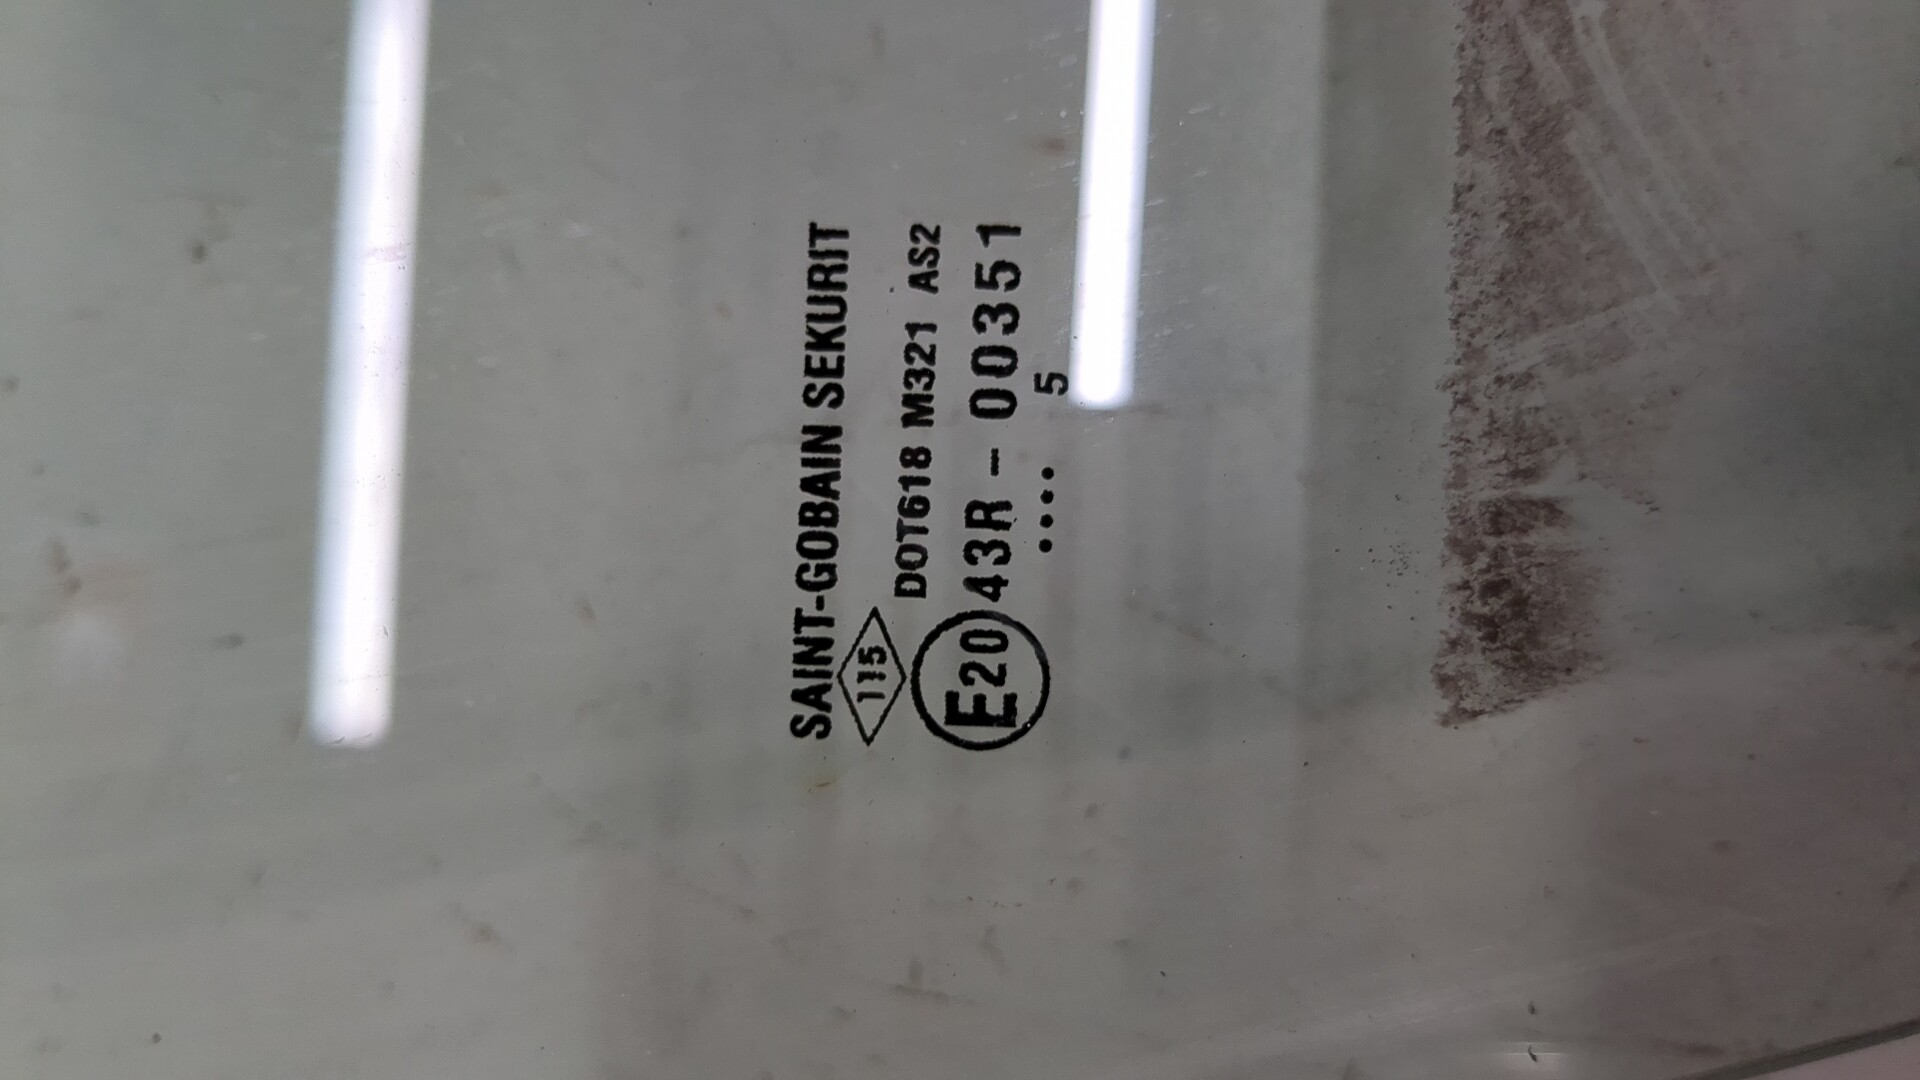 SAINT-GOBAIN SEKURIT
115
DOT618 M321 AS2
E20 43R - 00351
.... 5